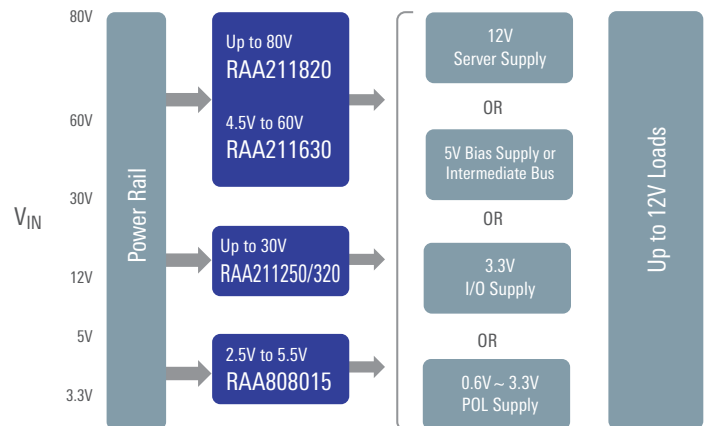 80V
60V
30V
V_IN
12V
5V
3.3V
Power Rail
Up to 80V
RAA211820
4.5V to 60V
RAA211630
Up to 30V
RAA211250/320
2.5V to 5.5V
RAA808015
12V
Server Supply
OR
5V Bias Supply or
Intermediate Bus
OR
3.3V
I/O Supply
OR
0.6V ~ 3.3V
POL Supply
Up to 12V Loads